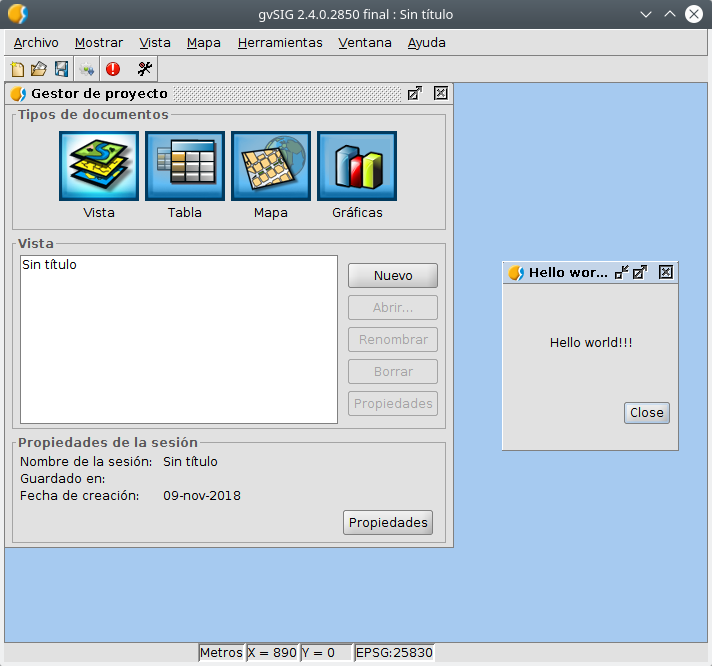 gvSIG 2.4.0.2850 final : Sin título
Archivo Mostrar Vista Mapa Herramientas Ventana Ayuda
Gestor de proyecto
Tipos de documentos
Vista Tabla Mapa Gráficas
Vista
Sin título
Nuevo
Abrir...
Renombrar
Borrar
Propiedades
Propiedades de la sesión
Nombre de la sesión: Sin título
Guardado en:
Fecha de creación: 09-nov-2018
Propiedades
Hello wor...
Hello world!!!
Close
Metros X = 890 Y = 0 EPSG:25830